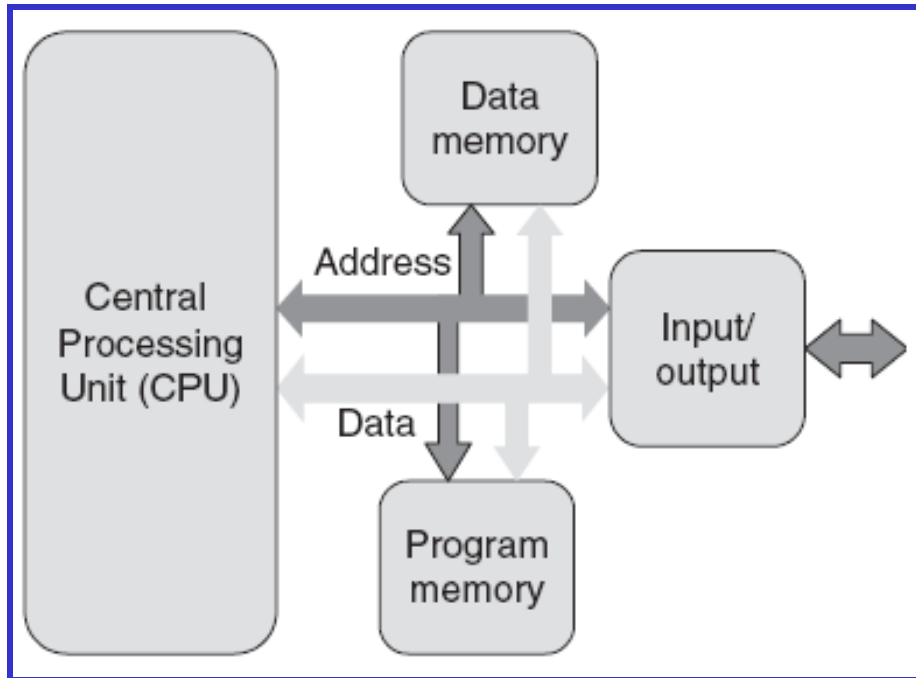 Central
Processing
Unit (CPU)
Data
memory
Address
Data
Input/
output
Program
memory